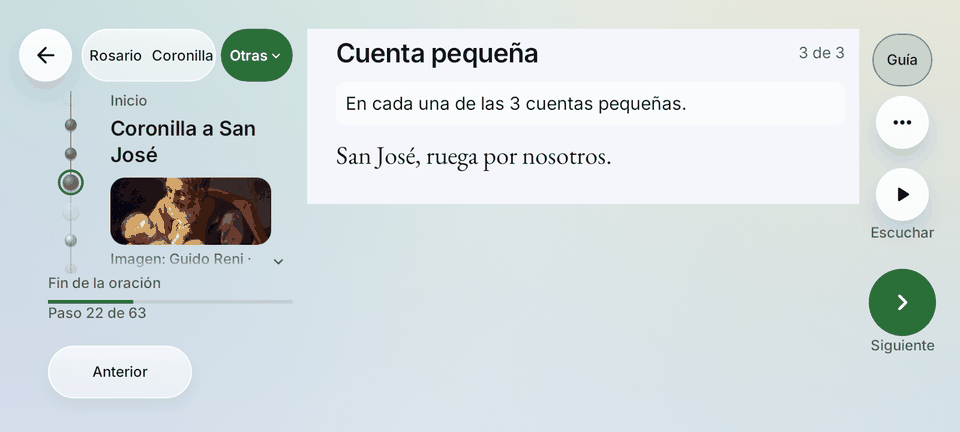 Rosario Coronilla Otras
Inicio
Coronilla a San
José
Imagen: Guido Reni ·
Fin de la oración
Paso 22 de 63
Anterior
Cuenta pequeña
3 de 3
En cada una de las 3 cuentas pequeñas.
San José, ruega por nosotros.
Guía
Escuchar
Siguiente